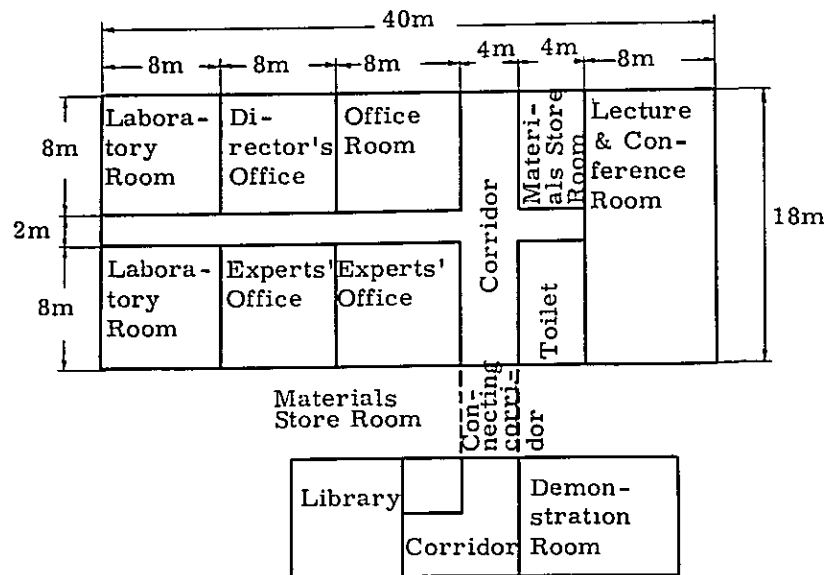 40m
8m
8m
8m
4m
4m
8m
Labora-
tory
Room
Di-
rector's
Office
Office
Room
Materi-
als Store
Room
Lecture
& Con-
ference
Room
8m
2m
8m
18m
Corridor
Labora-
tory
Room
Experts'
Office
Experts'
Office
Toilet
Materials
Store Room
Con-
necting
corri-
dor
Library
Corridor
Demon-
stration
Room